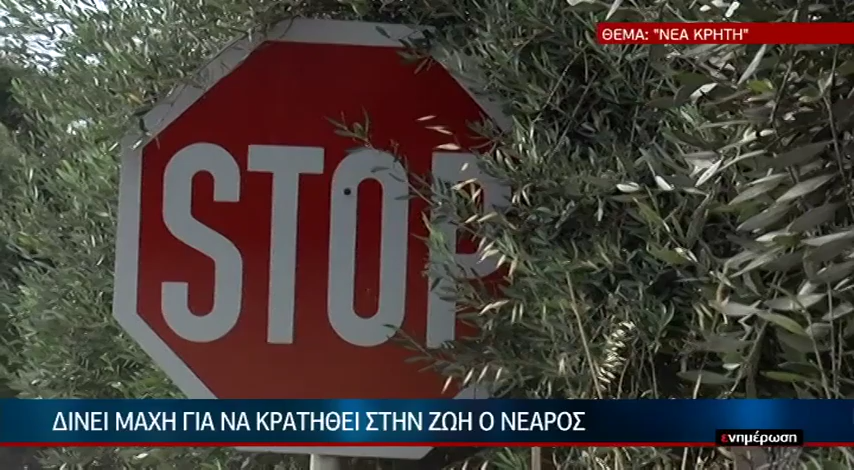 ΘΕΜΑ: "ΝΕΑ ΚΡΗΤΗ"
STOP
ΔΙΝΕΙ ΜΑΧΗ ΓΙΑ ΝΑ ΚΡΑΤΗΘΕΙ ΣΤΗΝ ΖΩΗ Ο ΝΕΑΡΟΣ
ενημέρωση